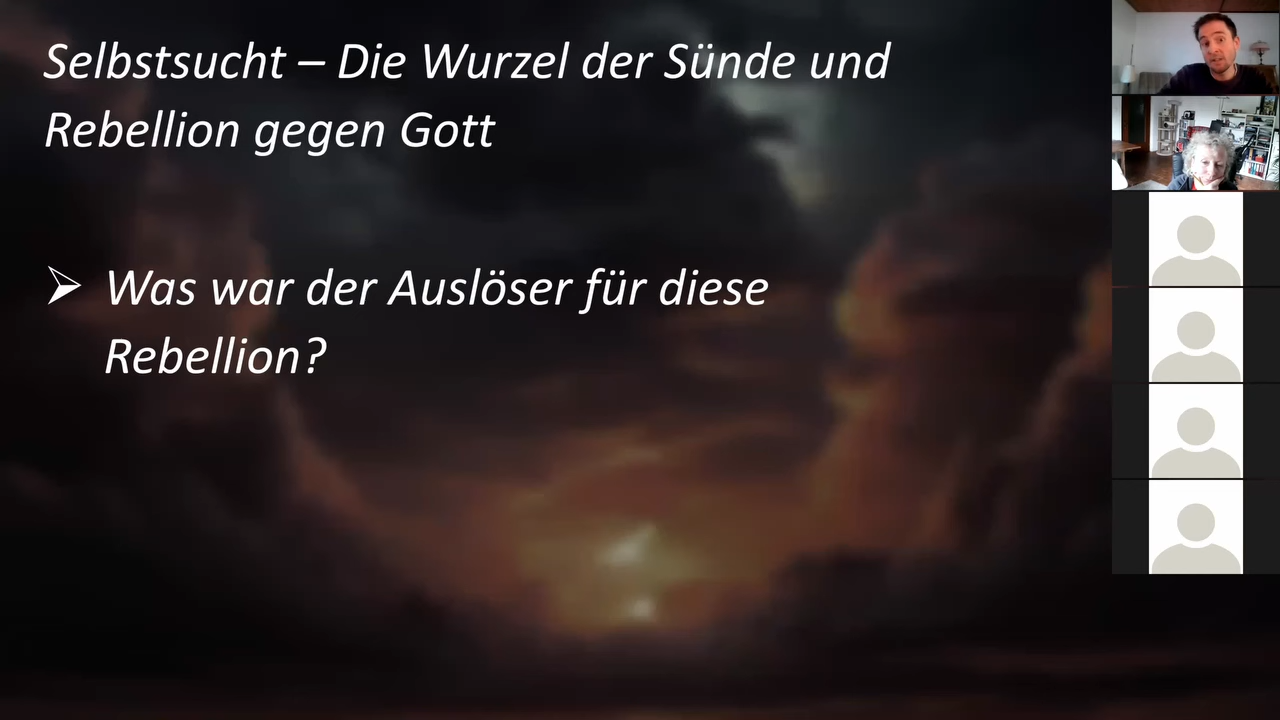 Selbstsucht – Die Wurzel der Sünde und
Rebellion gegen Gott
➢ Was war der Auslöser für diese
Rebellion?